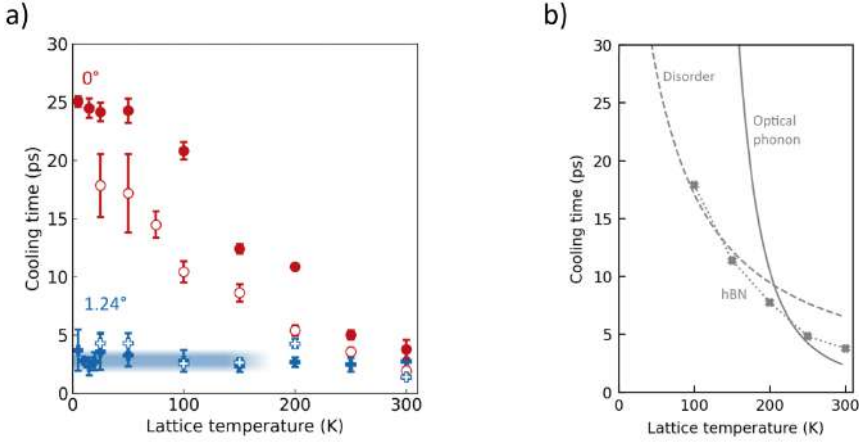 a)
b)
30
25
20
15
10
5
0
0°
1.24°
Cooling time (ps)
0 100 200 300
Lattice temperature (K)
30
25
20
15
10
5
0
Disorder
Optical
phonon
hBN
Cooling time (ps)
0 100 200 300
Lattice temperature (K)